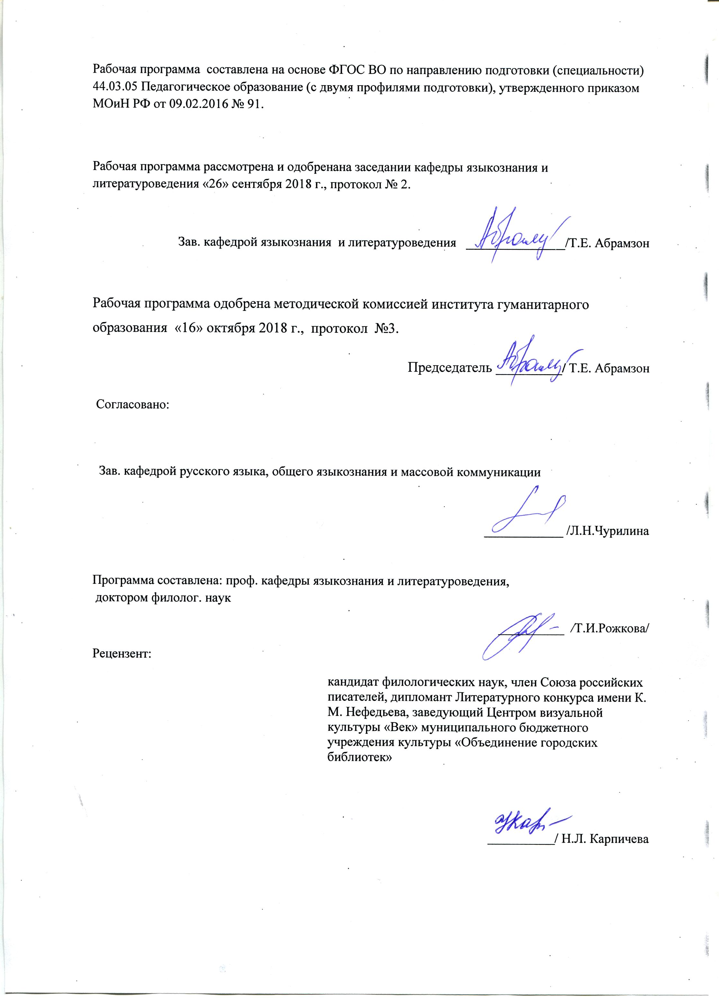 Рабочая программа составлена на основе ФГОС ВО по направлению подготовки (специальности)
44.03.05 Педагогическое образование (с двумя профилями подготовки), утвержденного приказом
МОиН РФ от 09.02.2016 № 91.
Рабочая программа рассмотрена и одобренана заседании кафедры языкознания и
литературоведения «26» сентября 2018 г., протокол № 2.
Зав. кафедрой языкознания и литературоведения _______________/Т.Е. Абрамзон
Рабочая программа одобрена методической комиссией института гуманитарного
образования «16» октября 2018 г., протокол №3.
Председатель __________/ Т.Е. Абрамзон
Согласовано:
Зав. кафедрой русского языка, общего языкознания и массовой коммуникации
____________ /Л.Н.Чурилина
Программа составлена: проф. кафедры языкознания и литературоведения,
доктором филолог. наук
__________ /Т.И.Рожкова/
Рецензент:
кандидат филологических наук, член Союза российских
писателей, дипломант Литературного конкурса имени К.
М. Нефедьева, заведующий Центром визуальной
культуры «Век» муниципального бюджетного
учреждения культуры «Объединение городских
библиотек»
__________/ Н.Л. Карпичева